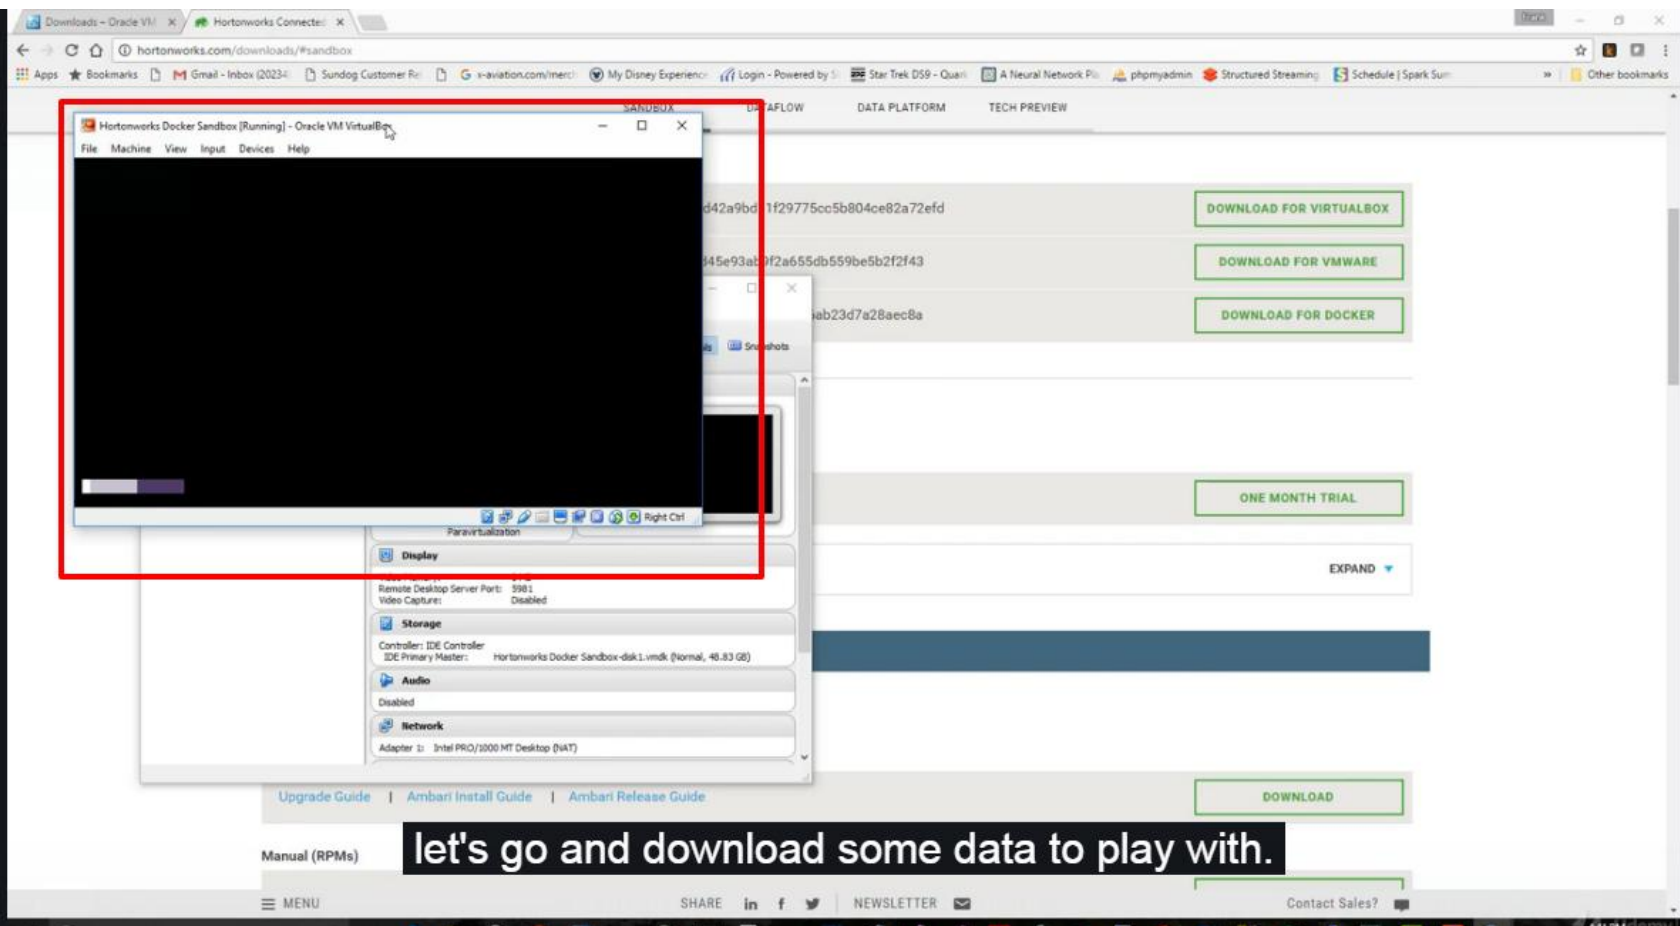 Downloads – Oracle VM
Hortonworks Connected
hortonworks.com/downloads/#sandbox
Apps Bookmarks Gmail - Inbox (20234) Sundog Customer Re x-aviation.com/merch My Disney Experience Login - Powered by Star Trek DS9 - Quark A Neural Network Pl phpmyadmin Structured Streaming Schedule | Spark Sum » Other bookmarks
SANDBOX DATAFLOW DATA PLATFORM TECH PREVIEW
Hortonworks Docker Sandbox [Running] - Oracle VM VirtualBox
File Machine View Input Devices Help
DOWNLOAD FOR VIRTUALBOX
DOWNLOAD FOR VMWARE
ab23d7a28aec8a DOWNLOAD FOR DOCKER
Snapshots
ONE MONTH TRIAL
Right Ctrl
Paravirtualization
Display
EXPAND
Remote Desktop Server Port: 5981
Video Capture: Disabled
Storage
Controller: IDE Controller
IDE Primary Master: Hortonworks Docker Sandbox-disk1.vmdk (Normal, 48.83 GB)
Audio
Disabled
Network
Adapter 1: Intel PRO/1000 MT Desktop (NAT)
Upgrade Guide | Ambari Install Guide | Ambari Release Guide DOWNLOAD
let's go and download some data to play with.
Manual (RPMs)
MENU SHARE in f NEWSLETTER Contact Sales?